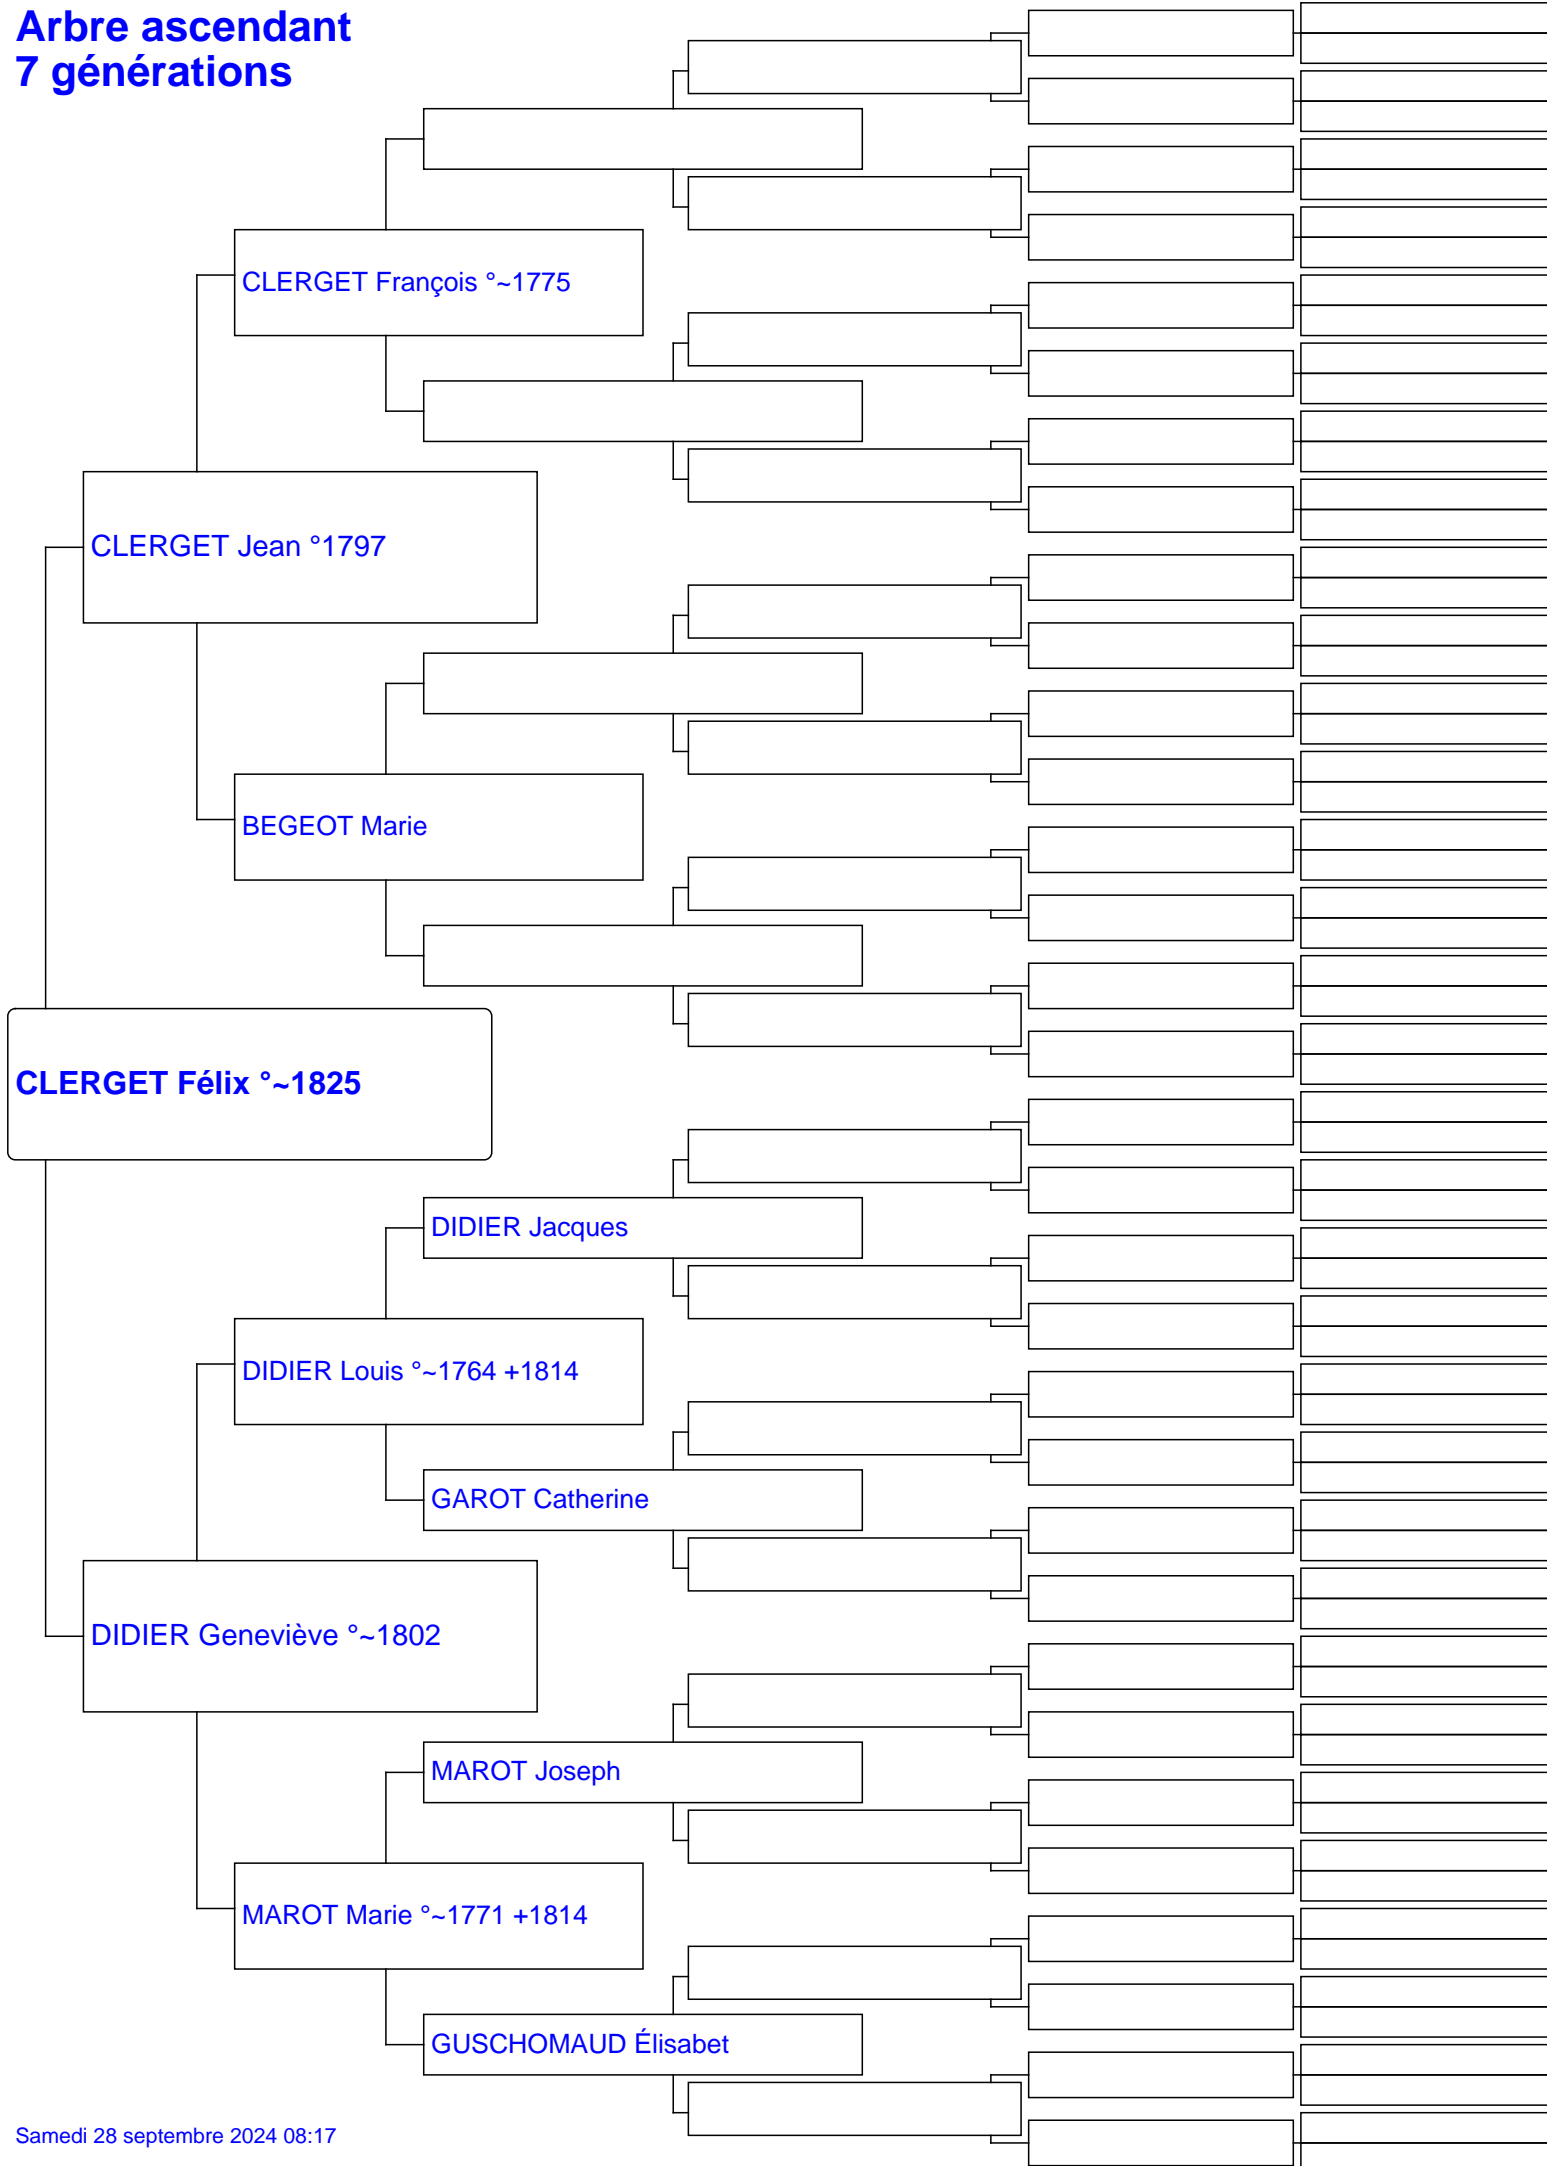 Arbre ascendant
7 générations
CLERGET François °~1775
CLERGET Jean °1797
BEGEOT Marie
CLERGET Félix °~1825
DIDIER Jacques
DIDIER Louis °~1764 +1814
GAROT Catherine
DIDIER Geneviève °~1802
MAROT Joseph
MAROT Marie °~1771 +1814
GUSCHOMAUD Élisabet
Samedi 28 septembre 2024 08:17